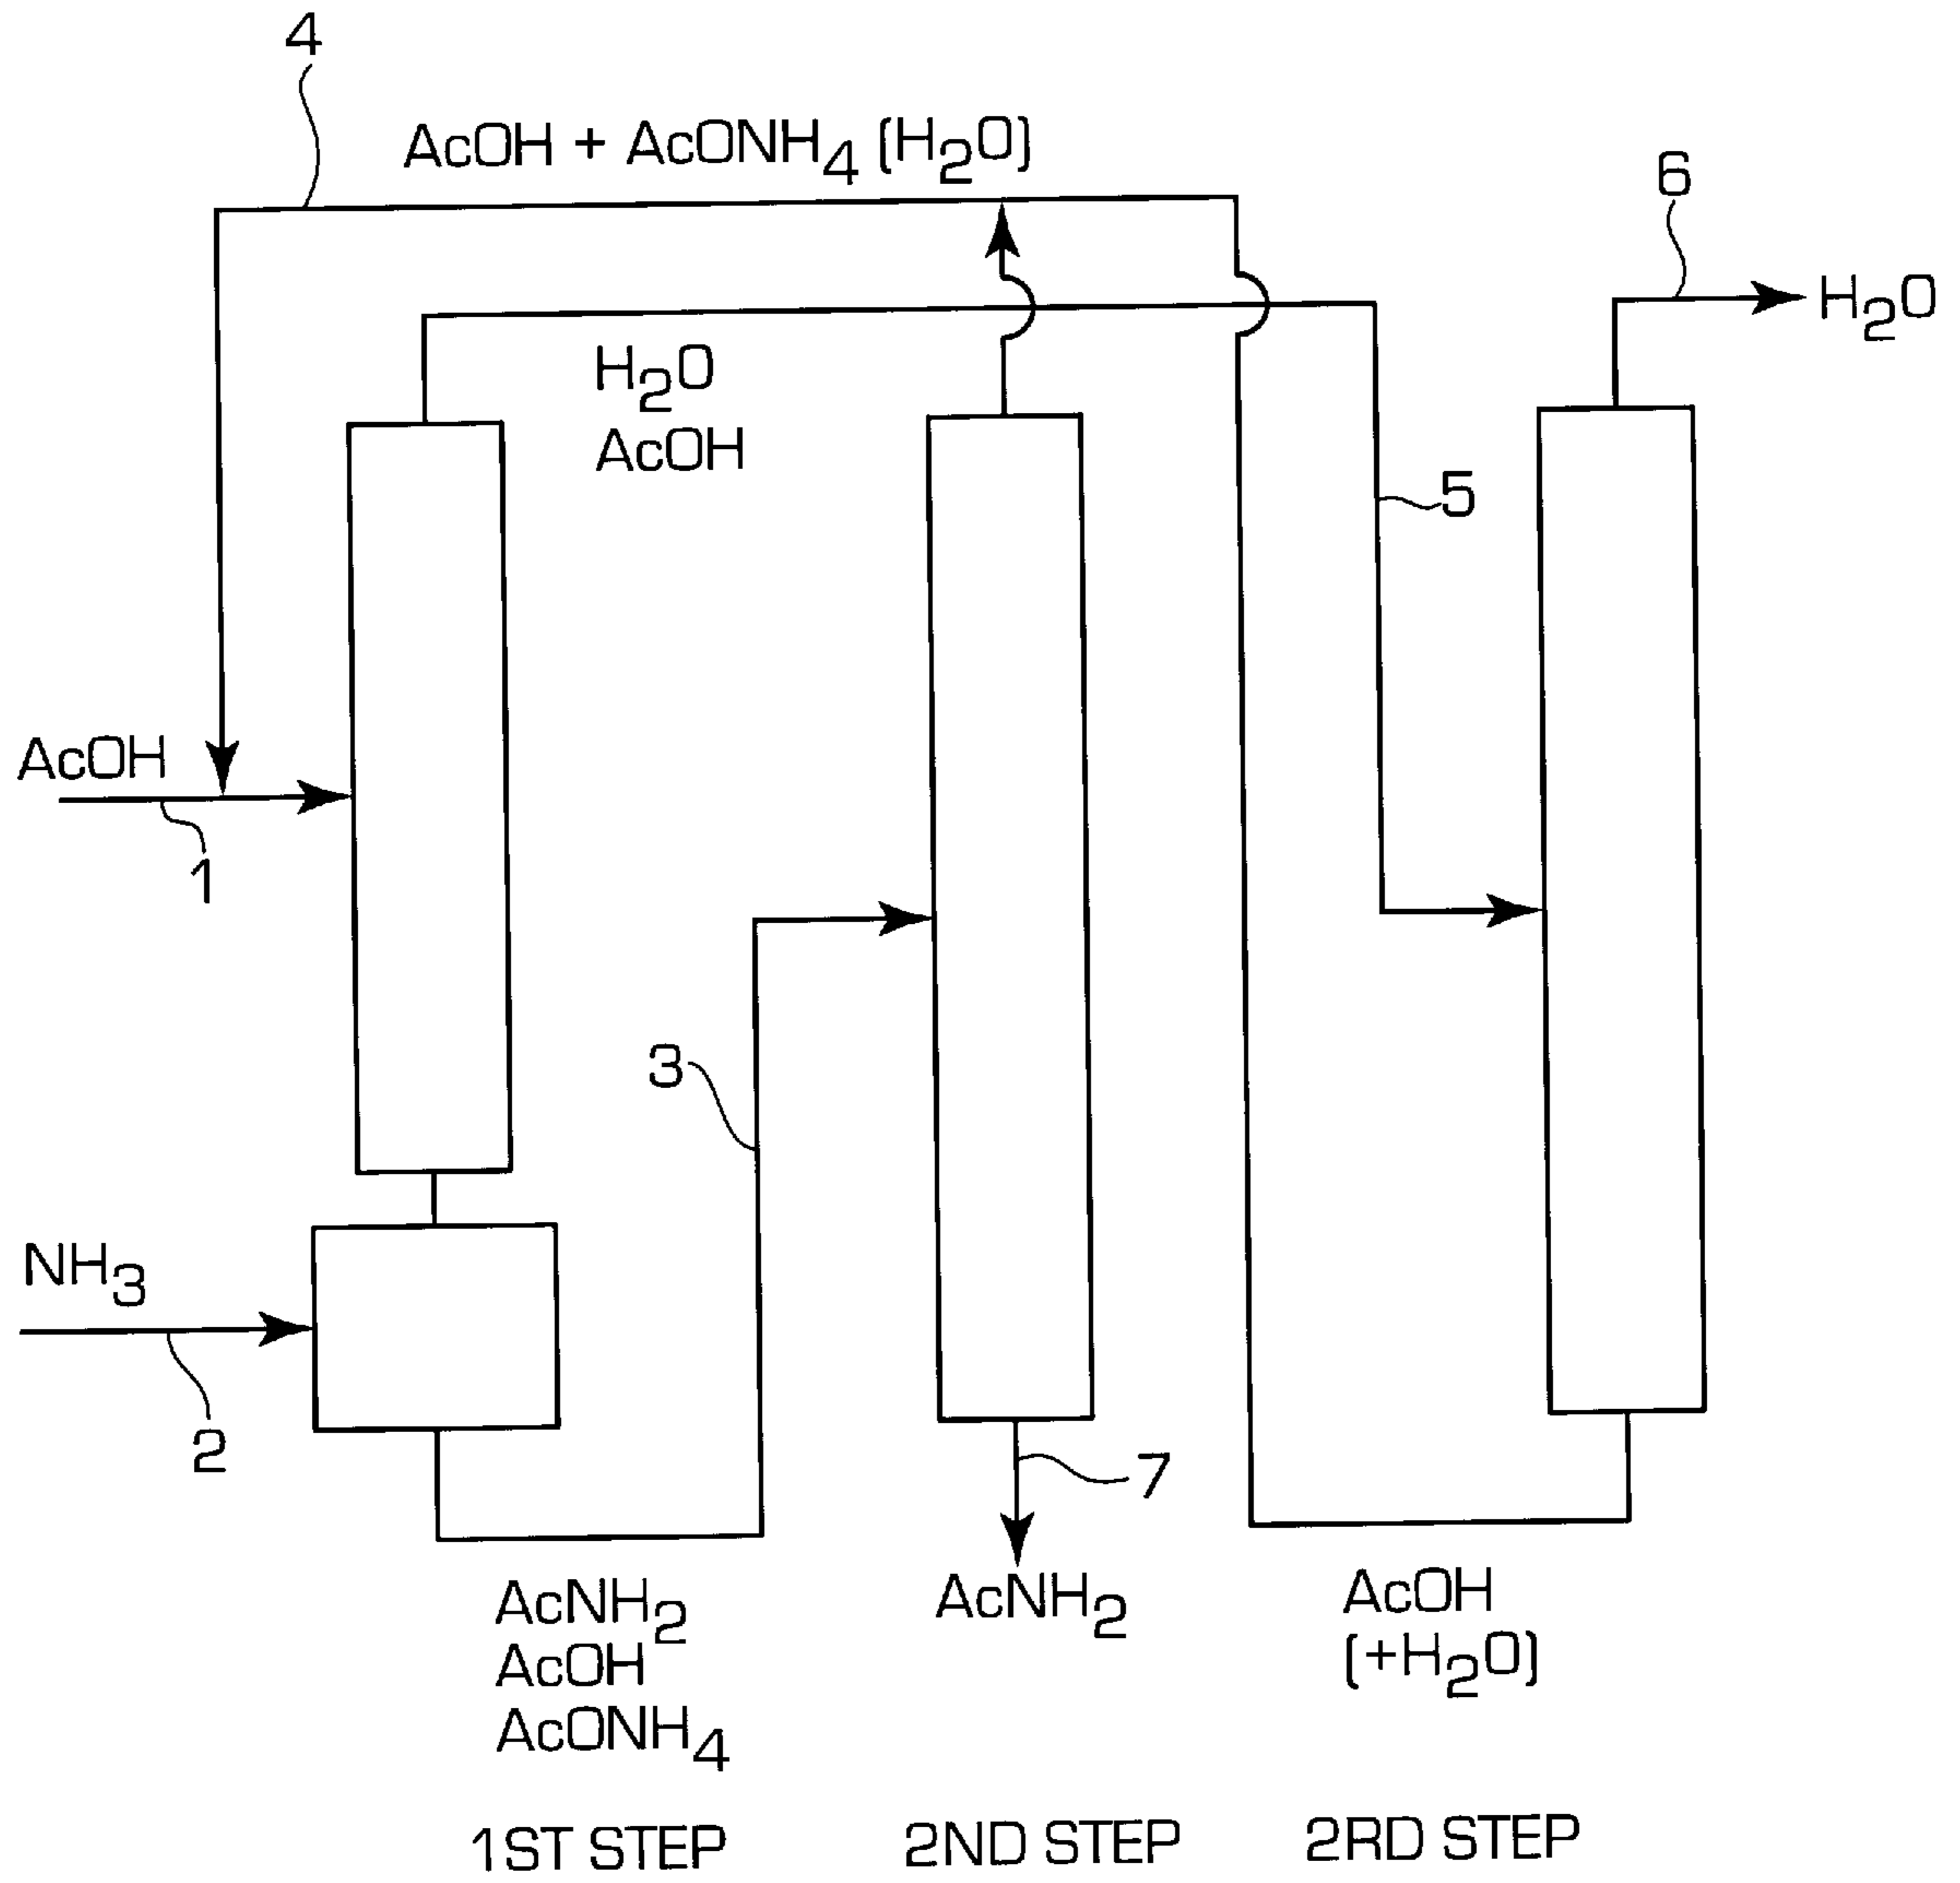 4
AcOH + AcONH4 (H2O)
6
H2O
H2O
AcOH
5
AcOH
1
3
NH3
2
7
AcNH2
AcOH
AcONH4
AcNH2
AcOH
(+H2O)
1ST STEP
2ND STEP
2RD STEP